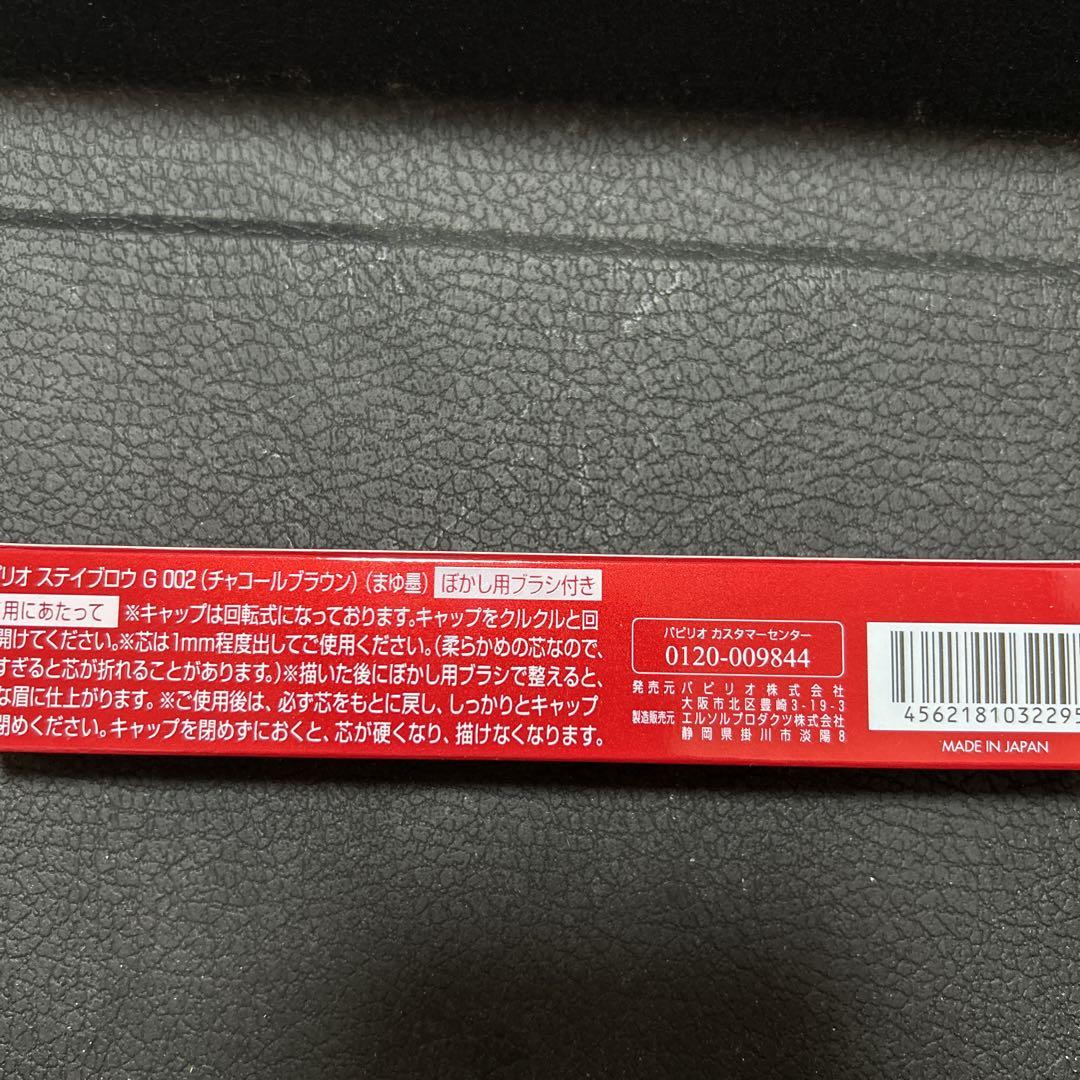 リオ ステイブロウ G 002 (チャコールブラウン) (まゆ墨) ぼかし用ブラシ付き
用にあたって ※キャップは回転式になっております。キャップをクルクルと回
開けてください。※芯は1mm程度出してご使用ください。(柔らかめの芯なので、
すぎると芯が折れることがあります。)※描いた後にぼかし用ブラシで整えると、
な眉に仕上がります。※ご使用後は、必ず芯をもとに戻し、しっかりとキャップ
閉めください。キャップを閉めずにおくと、芯が硬くなり、描けなくなります。
パピリオ カスタマーセンター
0120-009844
発売元 パピリオ株式会社
大阪市北区豊崎3-19-3
製造販売元 エルソルプロダクツ株式会社
静岡県掛川市淡陽8
4562181032295
MADE IN JAPAN